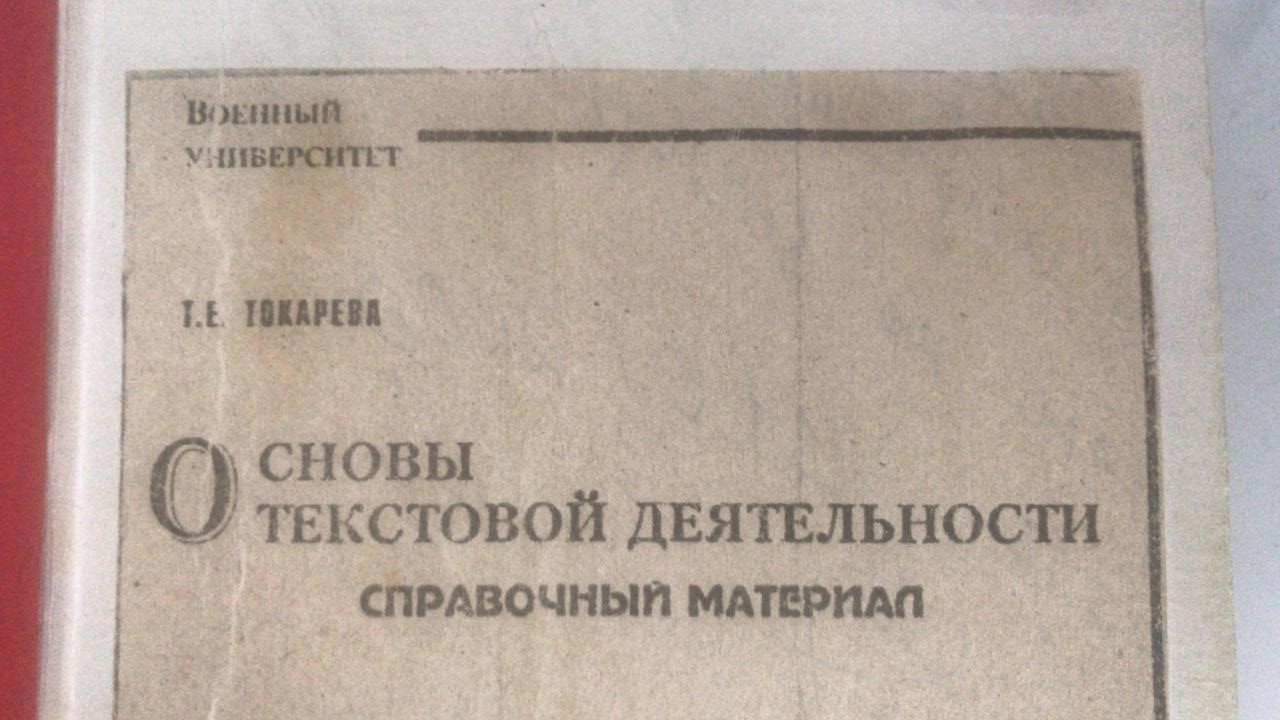 Военный
университет
Т.Е. ТОКАРЕВА
ОСНОВЫ
ТЕКСТОВОЙ ДЕЯТЕЛЬНОСТИ
СПРАВОЧНЫЙ МАТЕРИАЛ